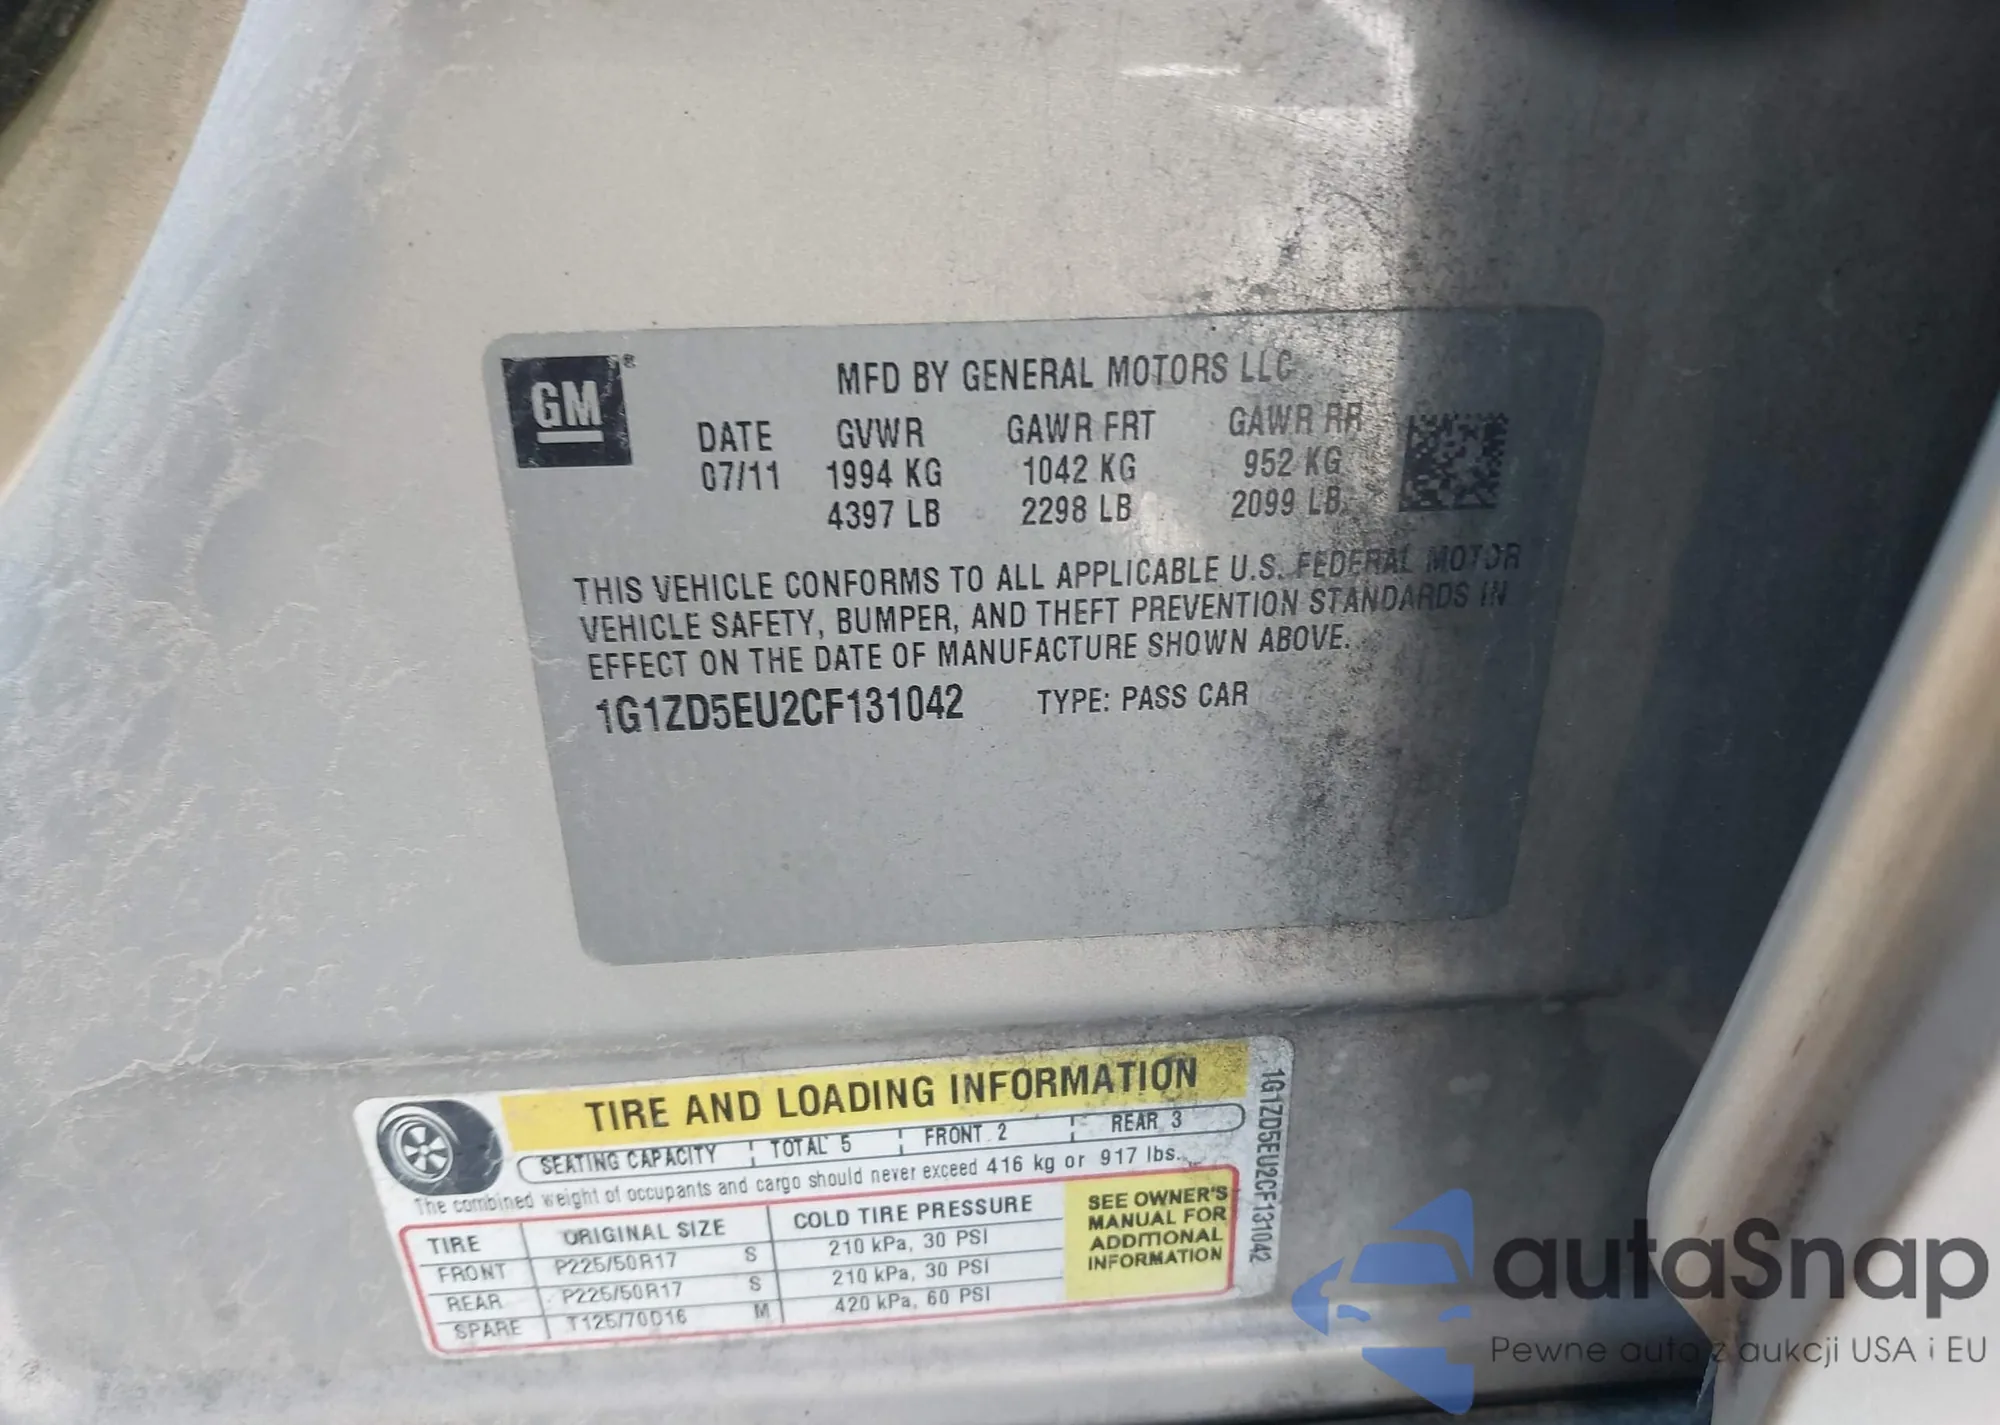 GM®
MFD BY GENERAL MOTORS LLC
DATE GVWR GAWR FRT GAWR RR
07/11 1994 KG 1042 KG 952 KG
4397 LB 2298 LB 2099 LB
THIS VEHICLE CONFORMS TO ALL APPLICABLE U.S. FEDERAL MOTOR
VEHICLE SAFETY, BUMPER, AND THEFT PREVENTION STANDARDS IN
EFFECT ON THE DATE OF MANUFACTURE SHOWN ABOVE.
1G1ZD5EU2CF131042 TYPE: PASS CAR
TIRE AND LOADING INFORMATION
SEATING CAPACITY TOTAL 5 FRONT 2 REAR 3
The combined weight of occupants and cargo should never exceed 416 kg or 917 lbs.
TIRE ORIGINAL SIZE COLD TIRE PRESSURE
FRONT P225/50R17 S 210 kPa, 30 PSI
REAR P225/50R17 S 210 kPa, 30 PSI
SPARE T125/70D16 M 420 kPa, 60 PSI
SEE OWNER'S
MANUAL FOR
ADDITIONAL
INFORMATION
1G1ZD5EU2CF131042
autaSnap
Pewne auta z aukcji USA i EU